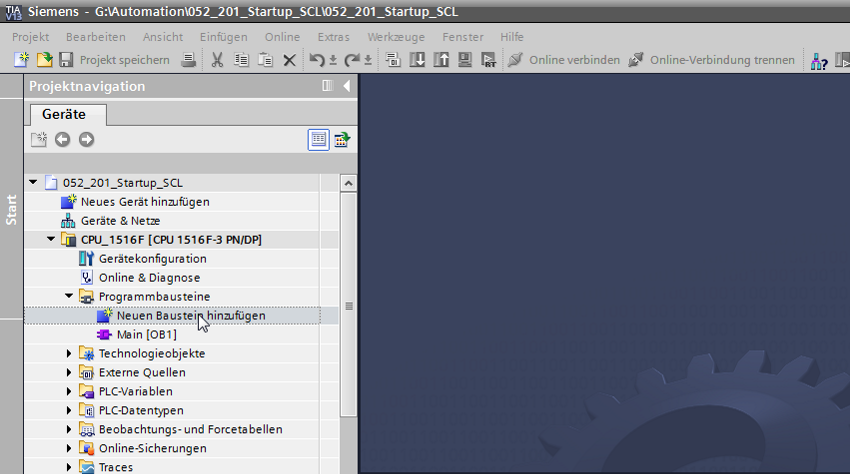 TIA V13 Siemens - G:\Automation\052_201_Startup_SCL\052_201_Startup_SCL
Projekt Bearbeiten Ansicht Einfügen Online Extras Werkzeuge Fenster Hilfe
Projekt speichern Online verbinden Online-Verbindung trennen
Projektnavigation
Geräte
Start
052_201_Startup_SCL
Neues Gerät hinzufügen
Geräte & Netze
CPU_1516F [CPU 1516F-3 PN/DP]
Gerätekonfiguration
Online & Diagnose
Programmbausteine
Neuen Baustein hinzufügen
Main [OB1]
Technologieobjekte
Externe Quellen
PLC-Variablen
PLC-Datentypen
Beobachtungs- und Forcetabellen
Online-Sicherungen
Traces